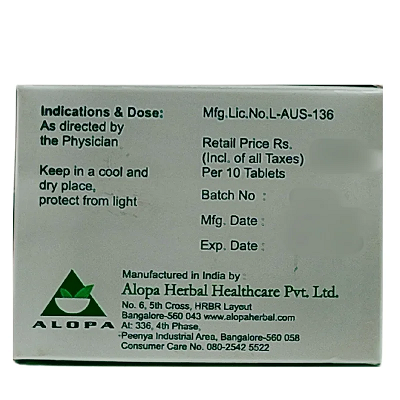 Indications & Dose:
As directed by
the Physician
Keep in a cool and
dry place,
protect from light
Mfg.Lic.No.L-AUS-136
Retail Price Rs.
(Incl. of all Taxes)
Per 10 Tablets
Batch No :
Mfg. Date :
Exp. Date :
ALOPA
Manufactured in India by :
Alopa Herbal Healthcare Pvt. Ltd.
No. 6, 5th Cross, HRBR Layout
Bangalore-560 043 www.alopaherbal.com
At: 336, 4th Phase,
Peenya Industrial Area, Bangalore-560 058
Consumer Care No. 080-2542 5522